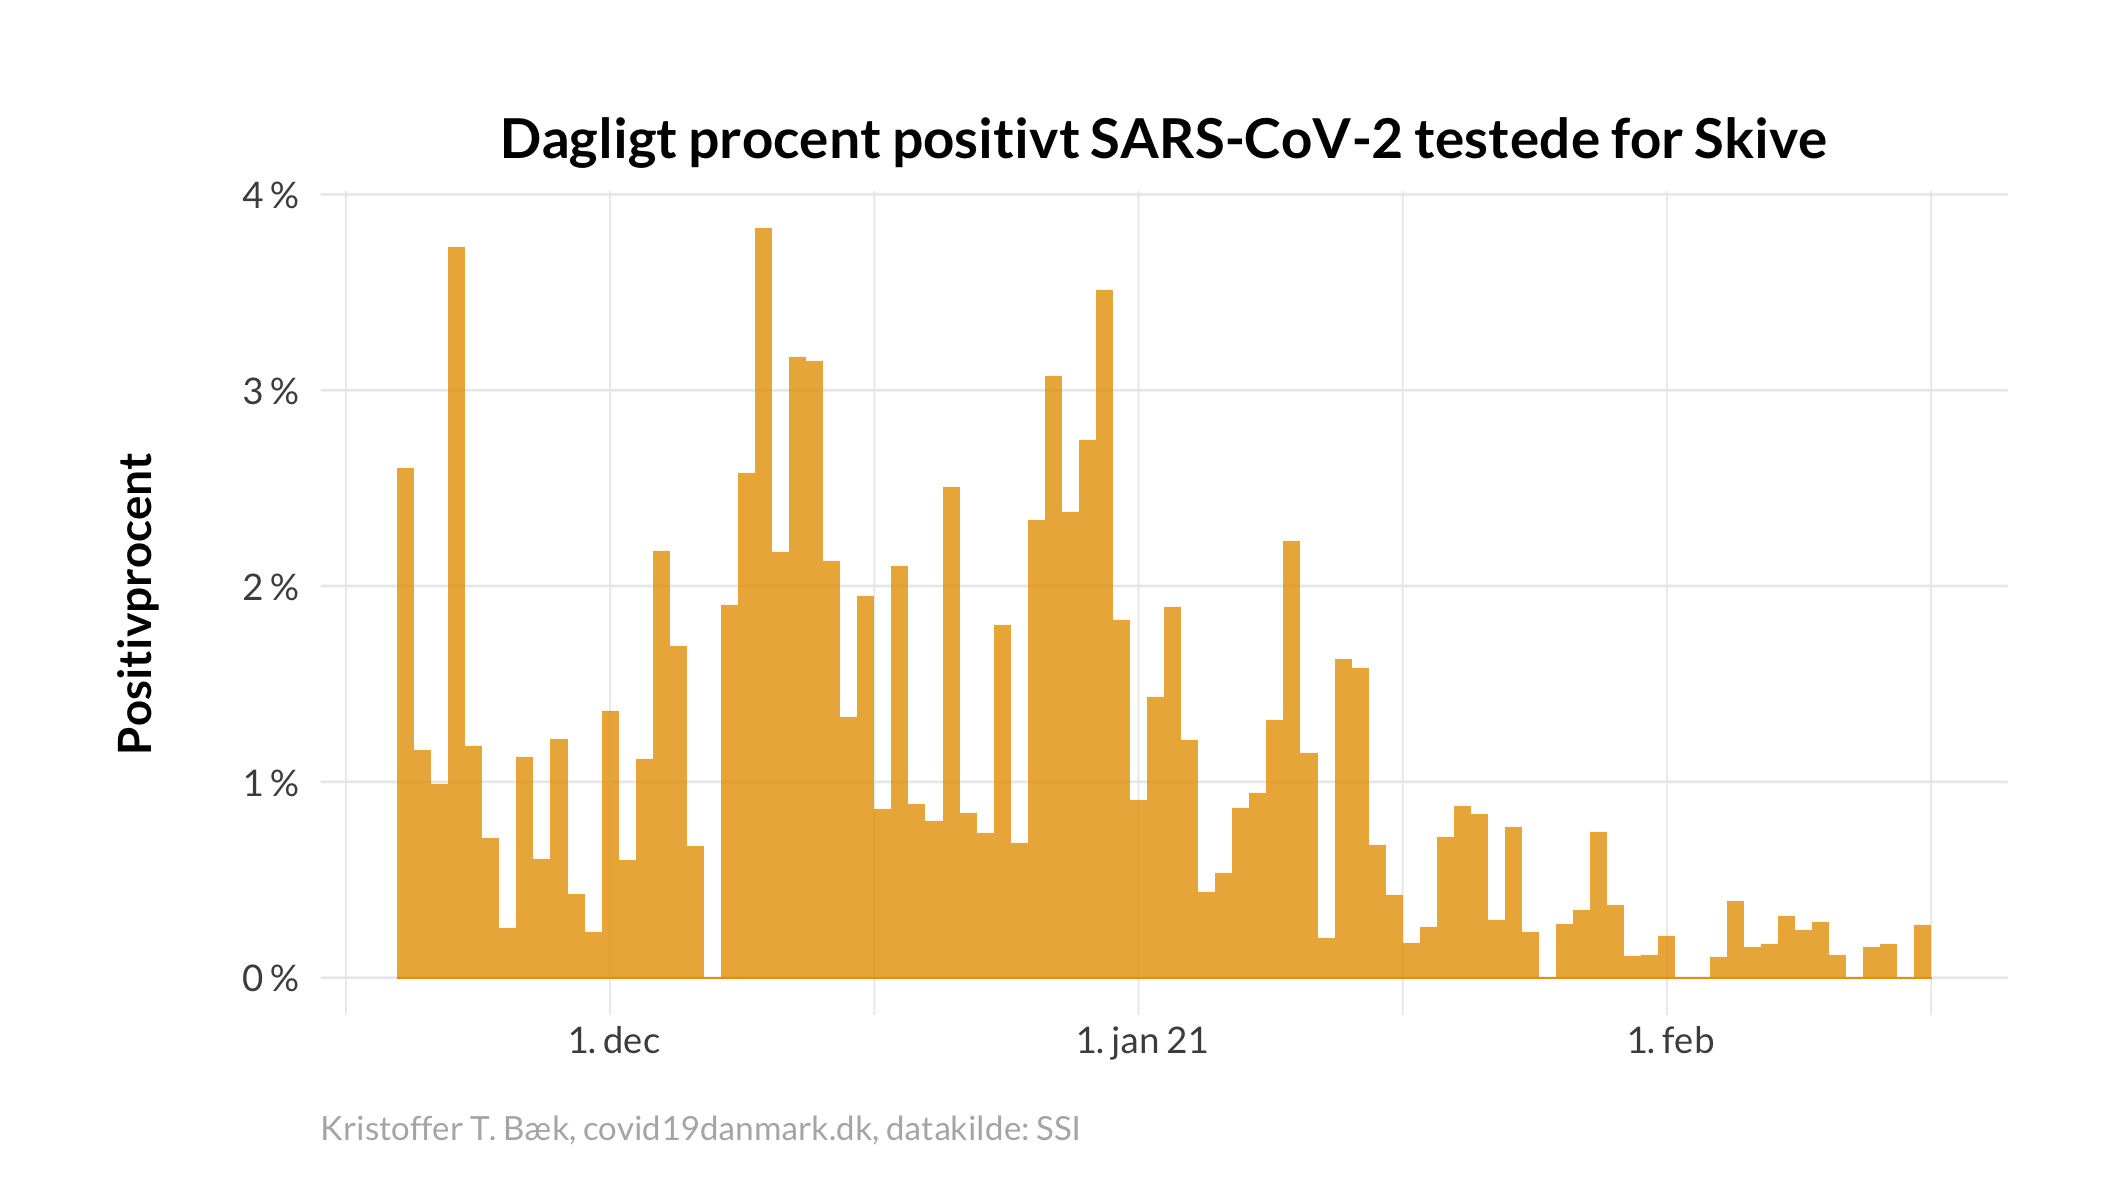 Dagligt procent positivt SARS-CoV-2 testede for Skive
Positivprocent
4 %
3 %
2 %
1 %
0 %
1. dec
1. jan 21
1. feb
Kristoffer T. Bæk, covid19danmark.dk, datakilde: SSI